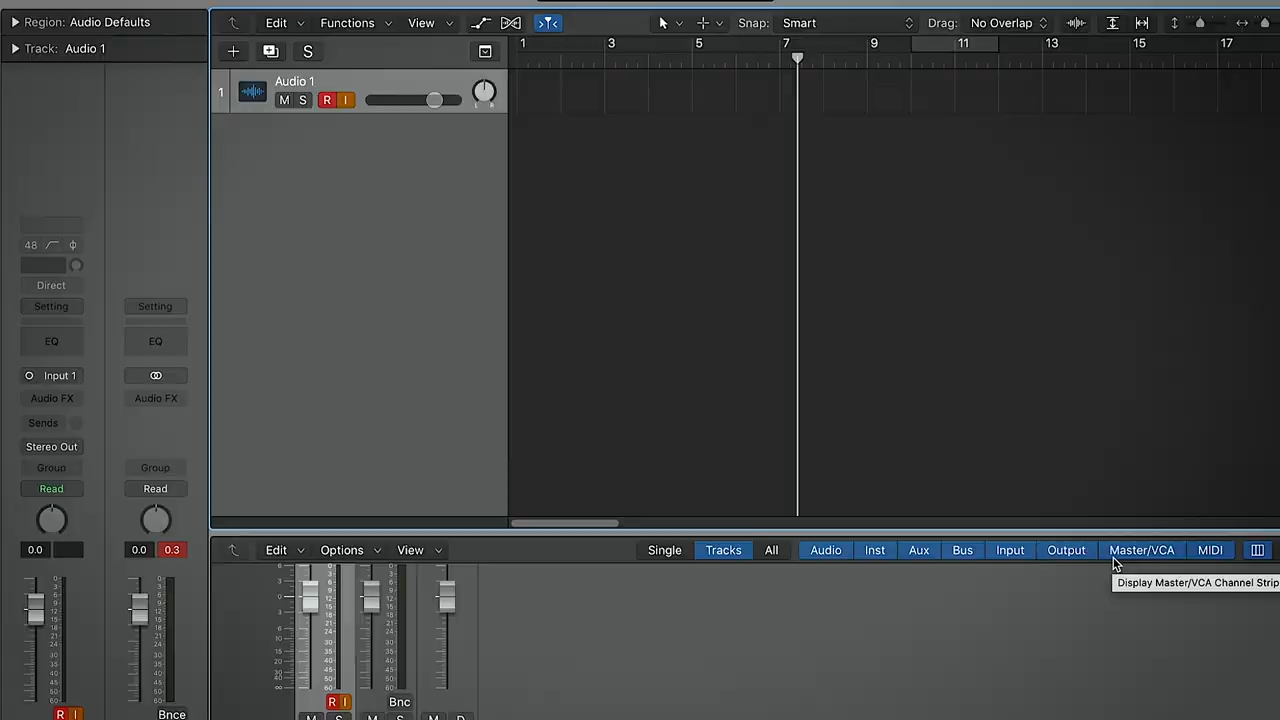 Region: Audio Defaults
Track: Audio 1
Edit Functions View Snap: Smart Drag: No Overlap
S
1 3 5 7 9 11 13 15 17
1
Audio 1
M S R I
L R
48
Direct
Setting Setting
EQ EQ
Input 1
Audio FX Audio FX
Sends
Stereo Out
Group Group
Read Read
0.0 0.0 0.3
Edit Options View Single Tracks All Audio Inst Aux Bus Input Output Master/VCA MIDI
Display Master/VCA Channel Strip
R I Bnc
R I Bnce
M S M S M D